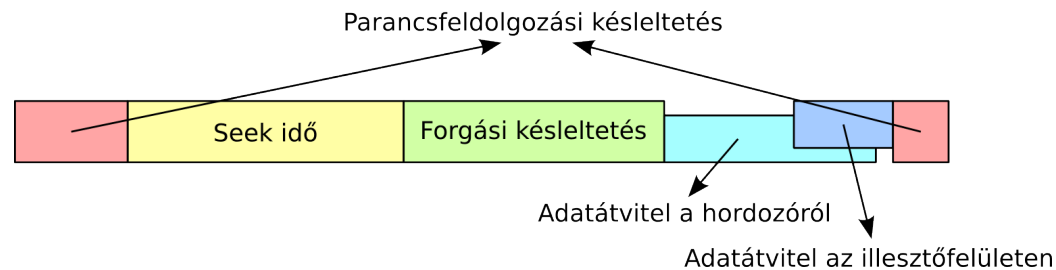 Parancsfeldolgozási késleltetés
Seek idő
Forgási késleltetés
Adatátvitel a hordozóról
Adatátvitel az illesztőfelületen